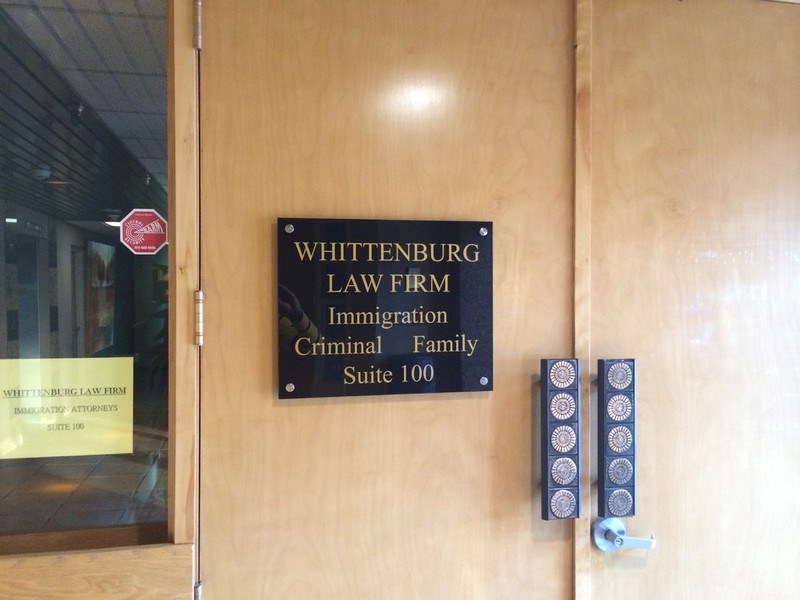 WHITTENBURG
LAW FIRM
Immigration
Criminal Family
Suite 100
WHITTENBURG LAW FIRM
IMMIGRATION ATTORNEYS
SUITE 100